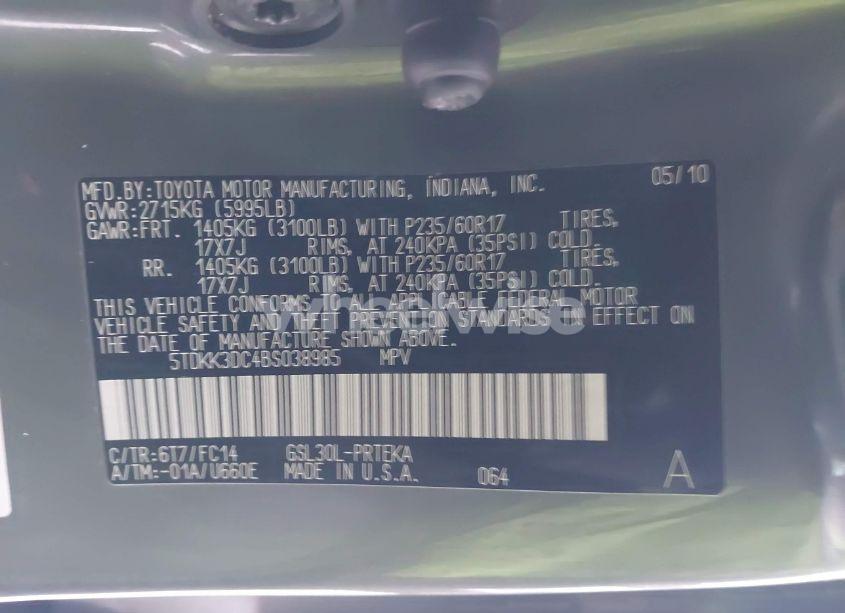 MFD.BY:TOYOTA MOTOR MANUFACTURING, INDIANA, INC. 05/10
GVWR:2715KG (5995LB)
GAWR:FRT. 1405KG (3100LB) WITH P235/60R17 TIRES,
17X7J RIMS, AT 240KPA (35PSI) COLD.
RR. 1405KG (3100LB) WITH P235/60R17 TIRES,
17X7J RIMS, AT 240KPA (35PSI) COLD.
THIS VEHICLE CONFORMS TO ALL APPLICABLE FEDERAL MOTOR
VEHICLE SAFETY AND THEFT PREVENTION STANDARDS IN EFFECT ON
THE DATE OF MANUFACTURE SHOWN ABOVE.
5TDKK3DC4BS038985 MPV
C/TR:6T7/FC14 GSL30L-PRTEKA
A/TM:-01A/U660E MADE IN U.S.A. 064 A